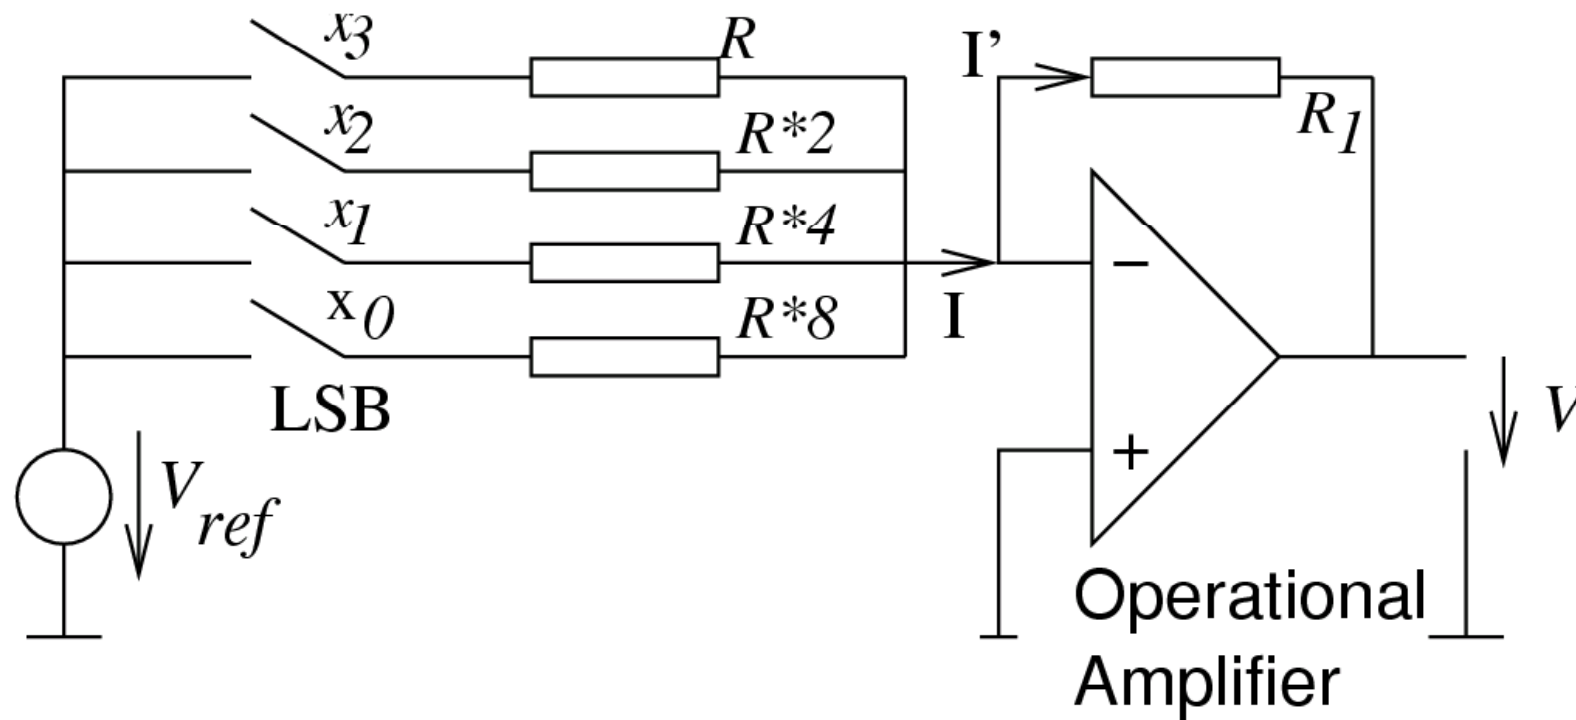 x3
R
I’
x2
R*2
R1
x1
R*4
−
x0
R*8
I
LSB
V
+
Vref
Operational
Amplifier